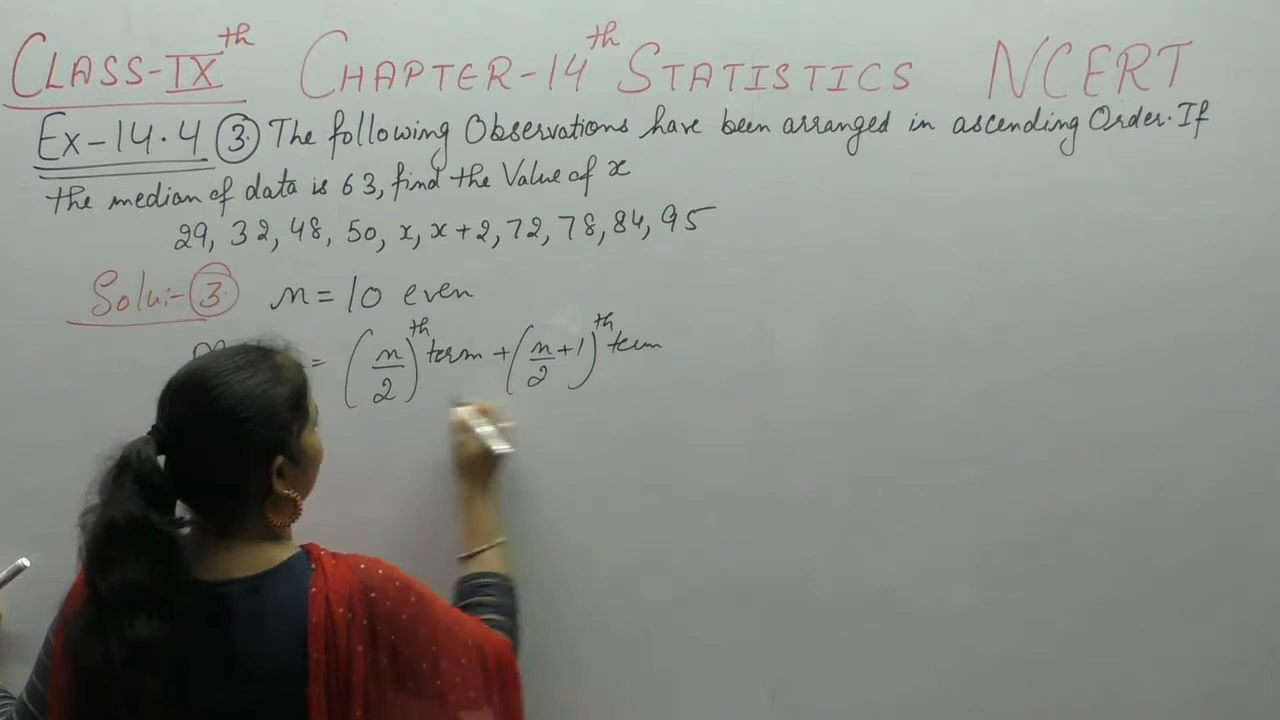 CLASS-IXth CHAPTER-14th STATISTICS NCERT
Ex-14.4 3. The following Observations have been arranged in ascending Order. If
the median of data is 63, find the Value of x
29, 32, 48, 50, x, x+2, 72, 78, 84, 95
Solu:- 3. n = 10 even
= (n/2)th term + (n/2 + 1)th term